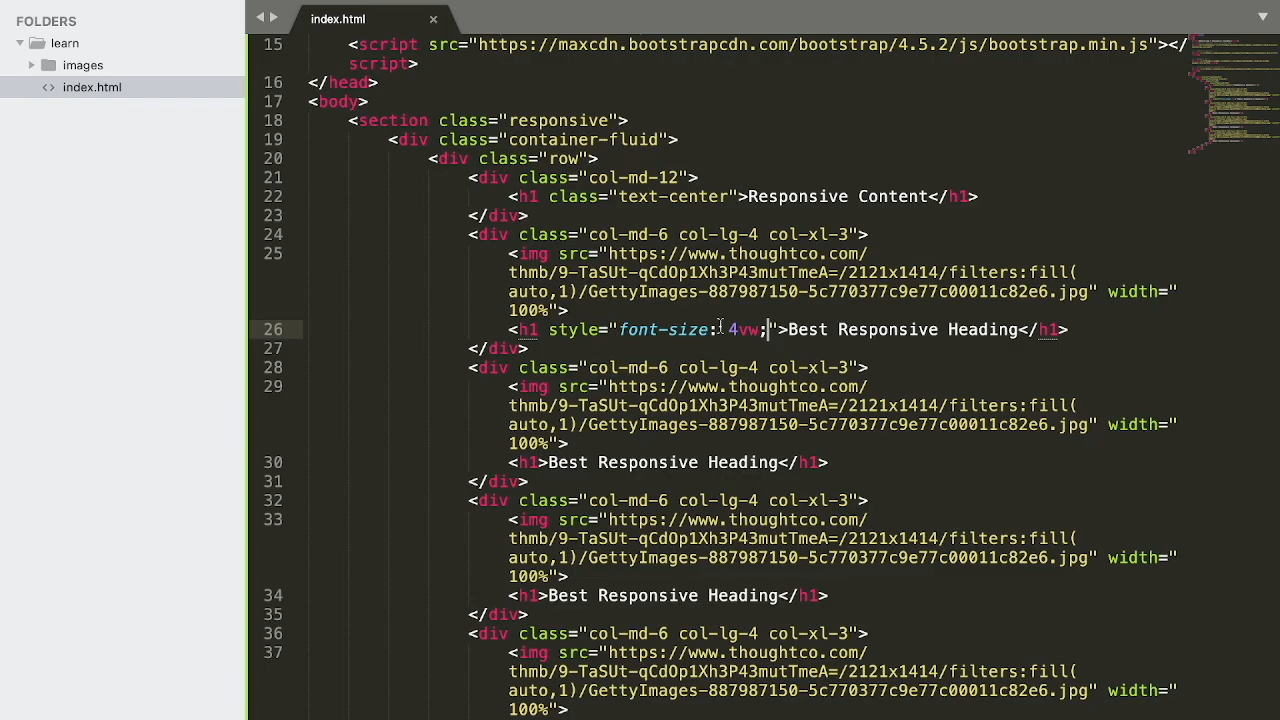 FOLDERS
learn
images
<> index.html
index.html
15 <script src="https://maxcdn.bootstrapcdn.com/bootstrap/4.5.2/js/bootstrap.min.js"></
script>
16 </head>
17 <body>
18 <section class="responsive">
19 <div class="container-fluid">
20 <div class="row">
21 <div class="col-md-12">
22 <h1 class="text-center">Responsive Content</h1>
23 </div>
24 <div class="col-md-6 col-lg-4 col-xl-3">
25 <img src="https://www.thoughtco.com/
thmb/9-TaSUt-qCdOp1Xh3P43mutTmeA=/2121x1414/filters:fill(
auto,1)/GettyImages-887987150-5c770377c9e77c00011c82e6.jpg" width="
100%">
26 <h1 style="font-size: 4vw;">Best Responsive Heading</h1>
27 </div>
28 <div class="col-md-6 col-lg-4 col-xl-3">
29 <img src="https://www.thoughtco.com/
thmb/9-TaSUt-qCdOp1Xh3P43mutTmeA=/2121x1414/filters:fill(
auto,1)/GettyImages-887987150-5c770377c9e77c00011c82e6.jpg" width="
100%">
30 <h1>Best Responsive Heading</h1>
31 </div>
32 <div class="col-md-6 col-lg-4 col-xl-3">
33 <img src="https://www.thoughtco.com/
thmb/9-TaSUt-qCdOp1Xh3P43mutTmeA=/2121x1414/filters:fill(
auto,1)/GettyImages-887987150-5c770377c9e77c00011c82e6.jpg" width="
100%">
34 <h1>Best Responsive Heading</h1>
35 </div>
36 <div class="col-md-6 col-lg-4 col-xl-3">
37 <img src="https://www.thoughtco.com/
thmb/9-TaSUt-qCdOp1Xh3P43mutTmeA=/2121x1414/filters:fill(
auto,1)/GettyImages-887987150-5c770377c9e77c00011c82e6.jpg" width="
100%">